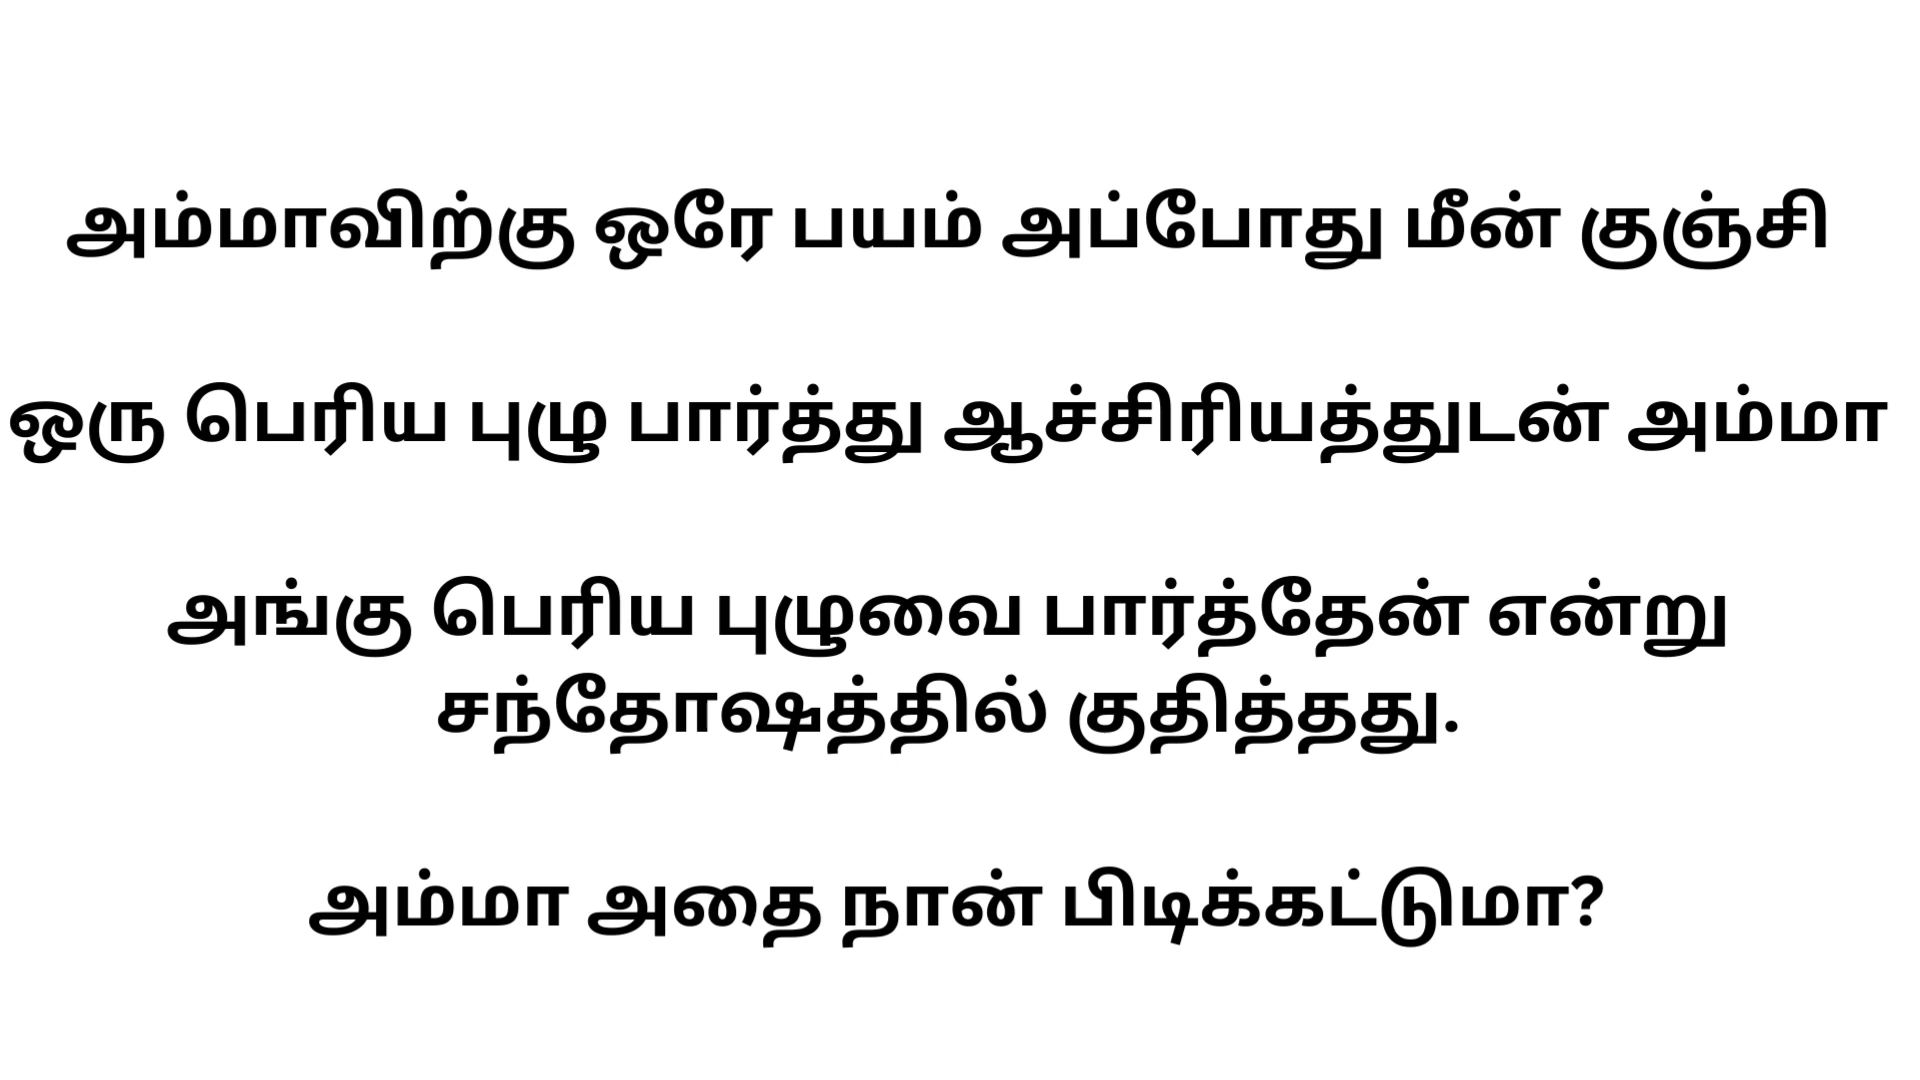 அம்மாவிற்கு ஒரே பயம் அப்போது மீன் குஞ்சி
ஒரு பெரிய புழு பார்த்து ஆச்சிரியத்துடன் அம்மா
அங்கு பெரிய புழுவை பார்த்தேன் என்று
சந்தோஷத்தில் குதித்தது.
அம்மா அதை நான் பிடிக்கட்டுமா?